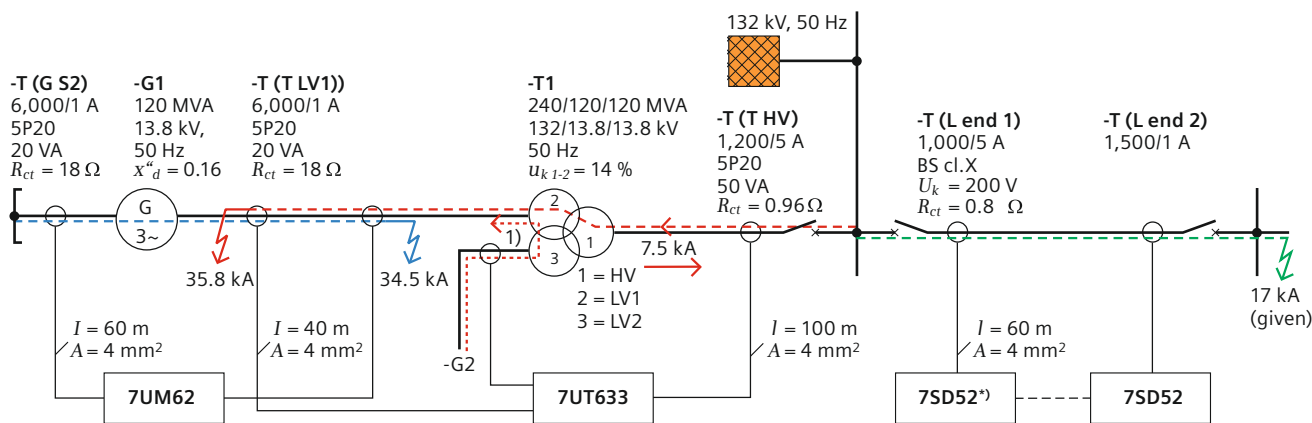 132 kV, 50 Hz
-T (G S2)
6,000/1 A
5P20
20 VA
Rct = 18 Ω
-G1
120 MVA
13.8 kV,
50 Hz
x“d = 0.16
-T (T LV1))
6,000/1 A
5P20
20 VA
Rct = 18 Ω
-T1
240/120/120 MVA
132/13.8/13.8 kV
50 Hz
uk 1-2 = 14 %
-T (T HV)
1,200/5 A
5P20
50 VA
Rct = 0.96 Ω
-T (L end 1)
1,000/5 A
BS cl.X
Uk = 200 V
Rct = 0.8 Ω
-T (L end 2)
1,500/1 A
G
3~
2
1
3
1)
35.8 kA
34.5 kA
7.5 kA
1 = HV
2 = LV1
3 = LV2
17 kA
(given)
-G2
I = 60 m
A = 4 mm²
I = 40 m
A = 4 mm²
l = 100 m
A = 4 mm²
l = 60 m
A = 4 mm²
7UM62
7UT633
7SD52*)
7SD52